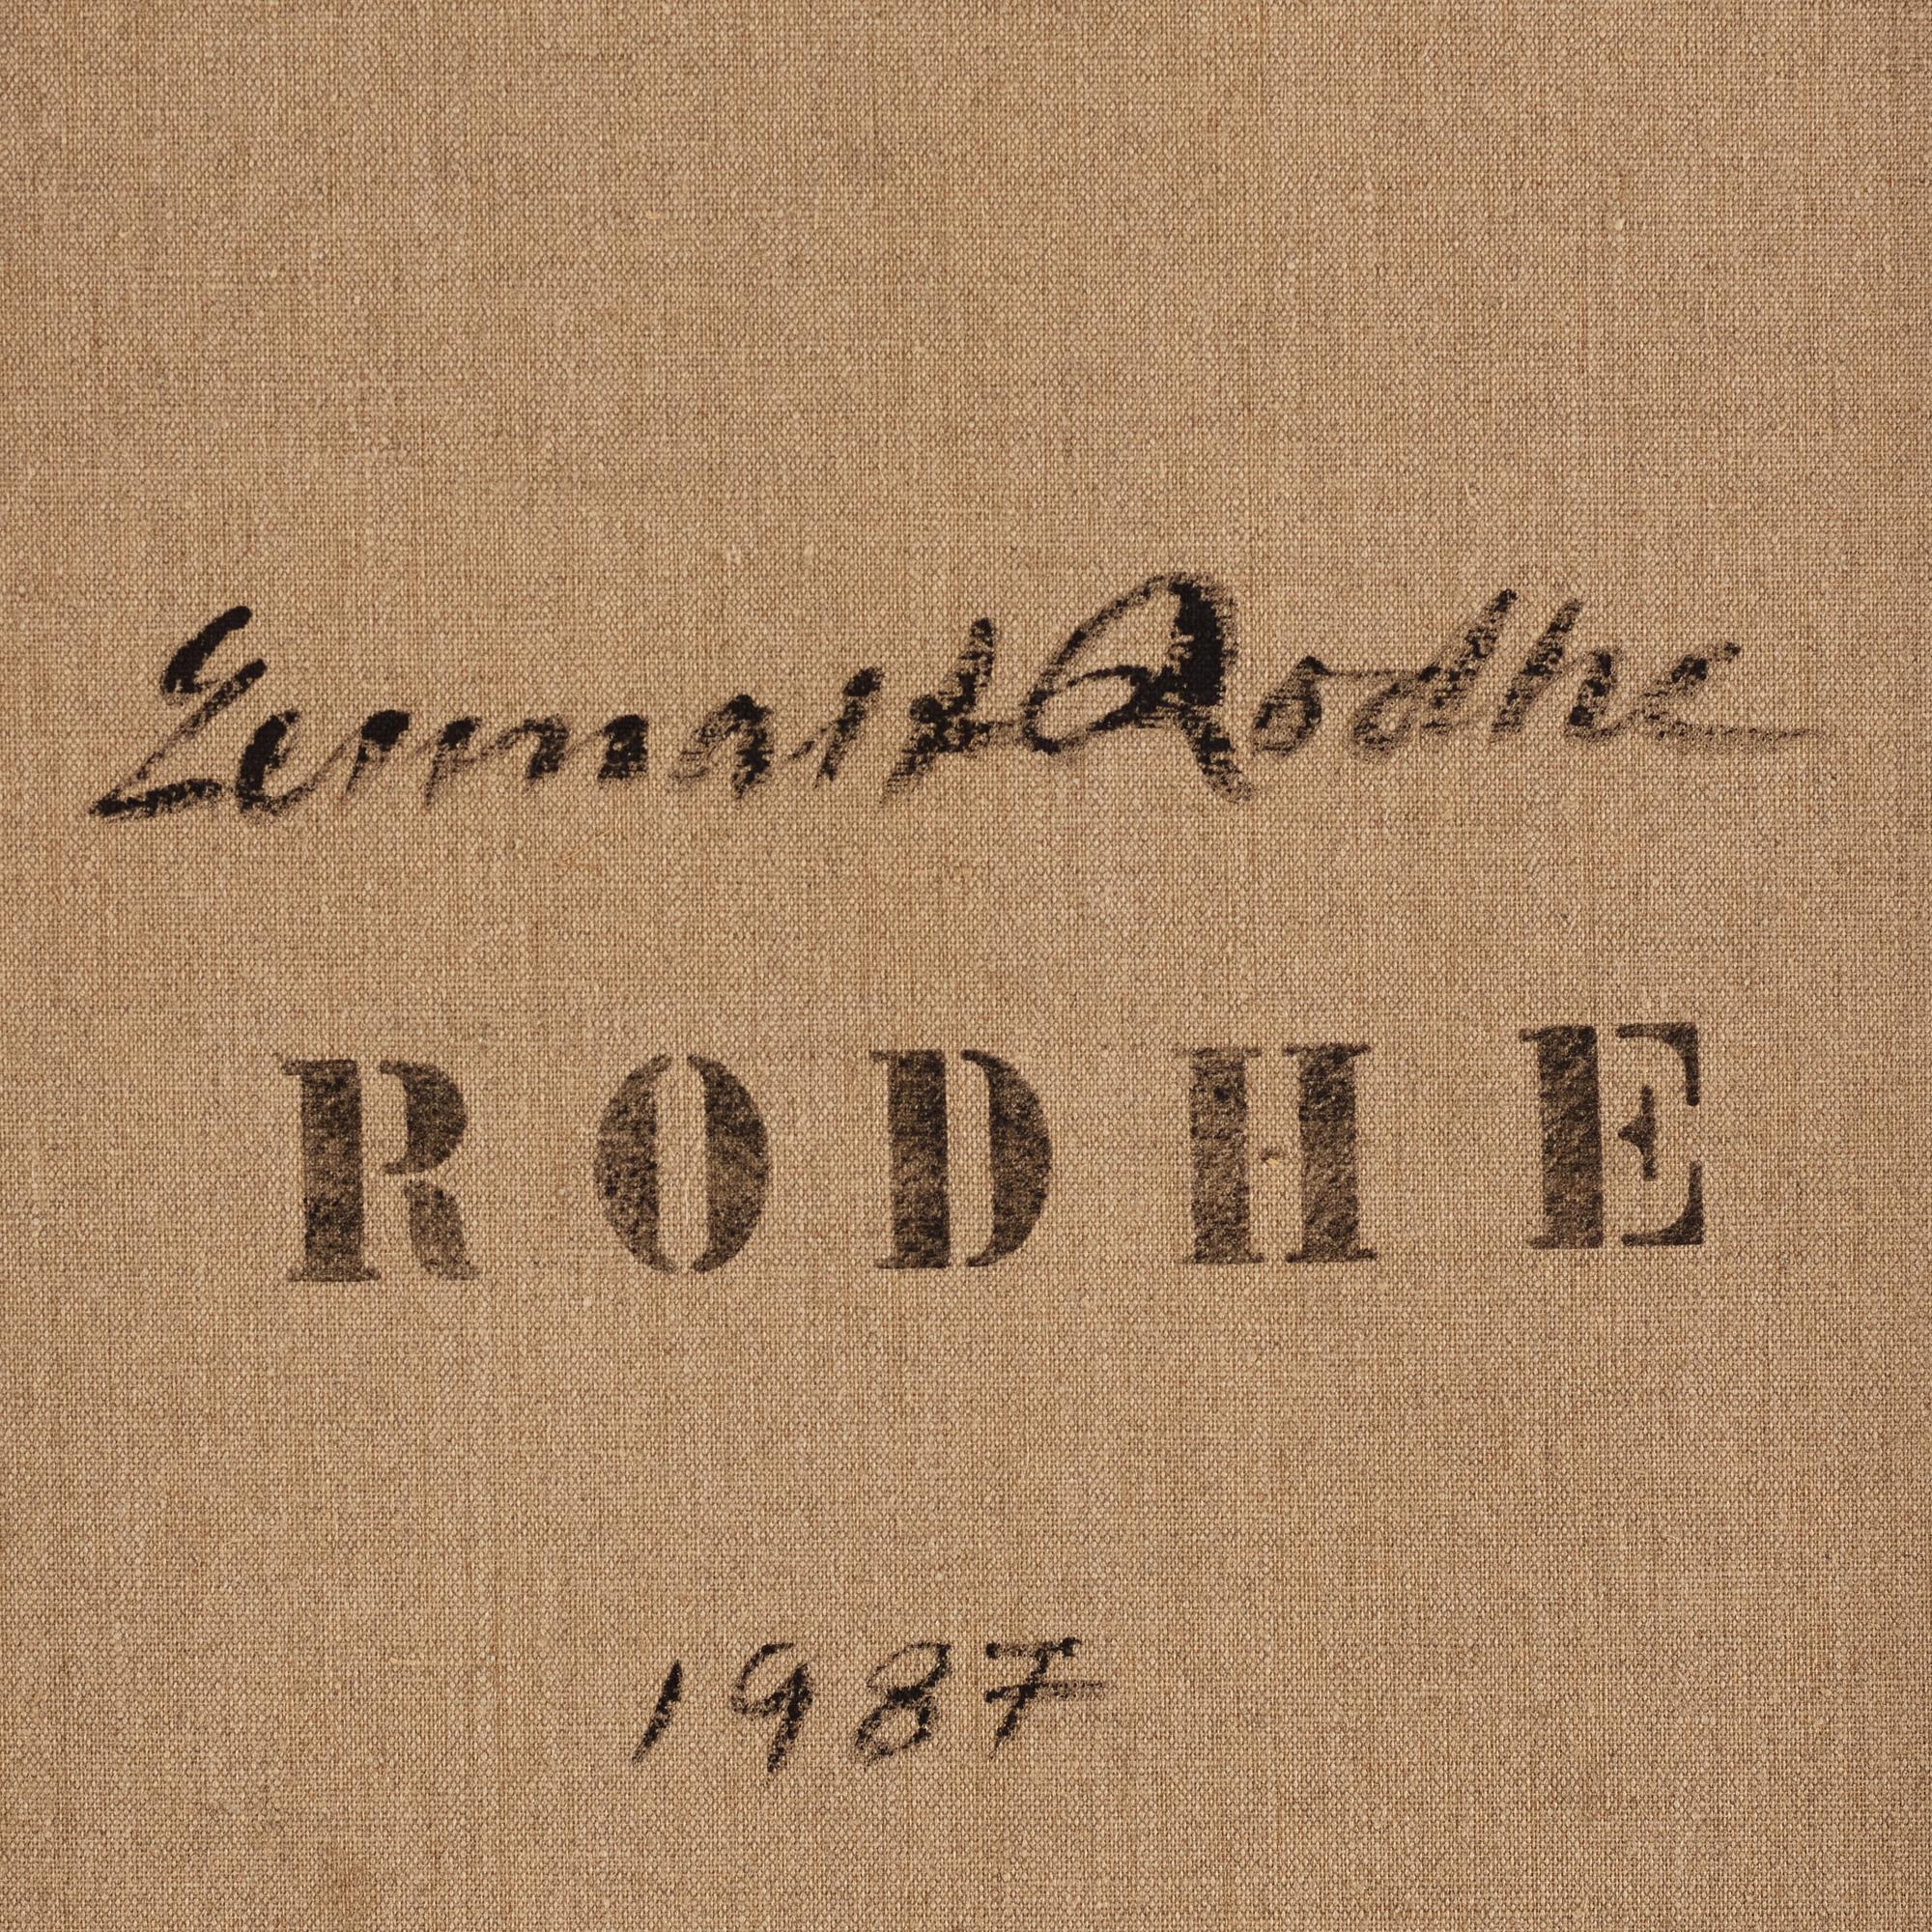 Lennart Rodhe
RODHE
1987